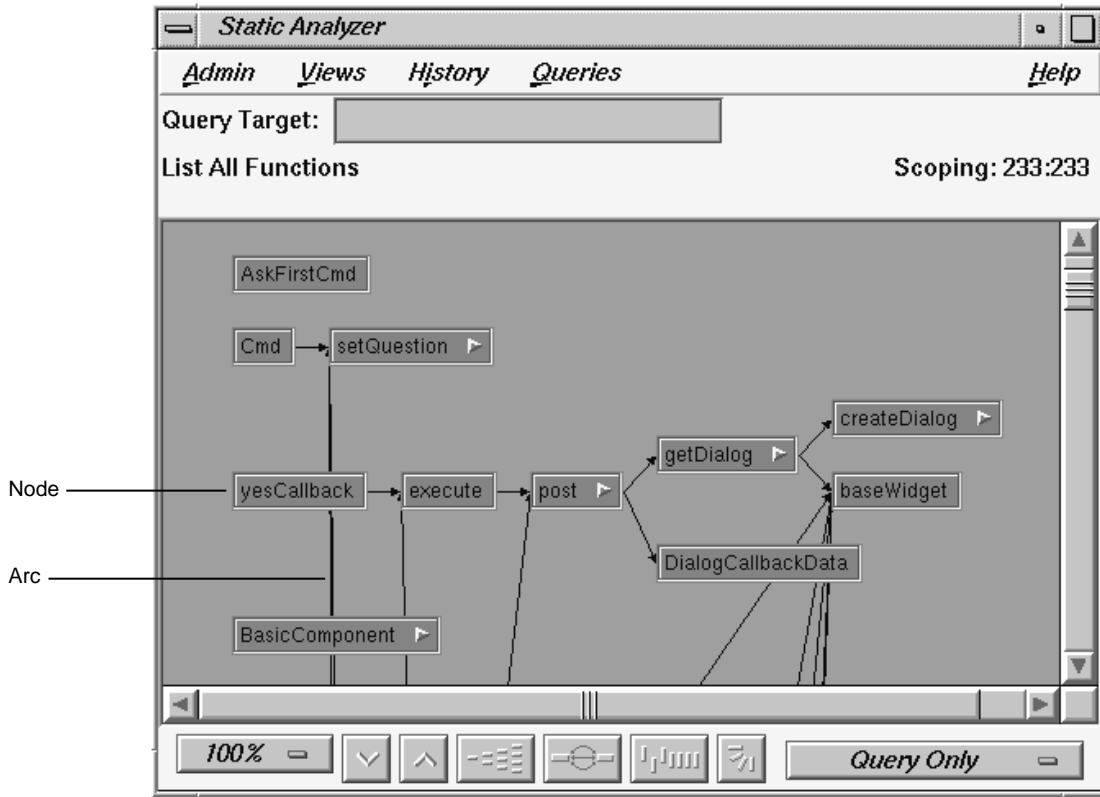 Static Analyzer
Admin Views History Queries Help
Query Target:
List All Functions Scoping: 233:233
AskFirstCmd
Cmd setQuestion
createDialog
getDialog
Node yesCallback execute post baseWidget
DialogCallbackData
Arc
BasicComponent
100% Query Only